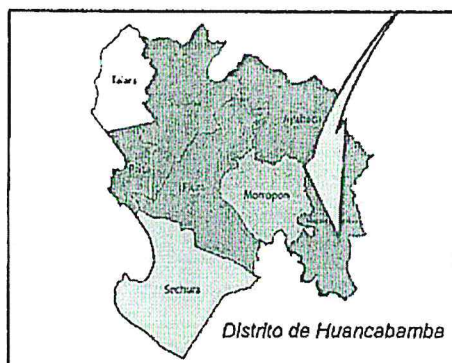 Talara
Ayabaca
Morropon
Sechura
Distrito de Huancabamba